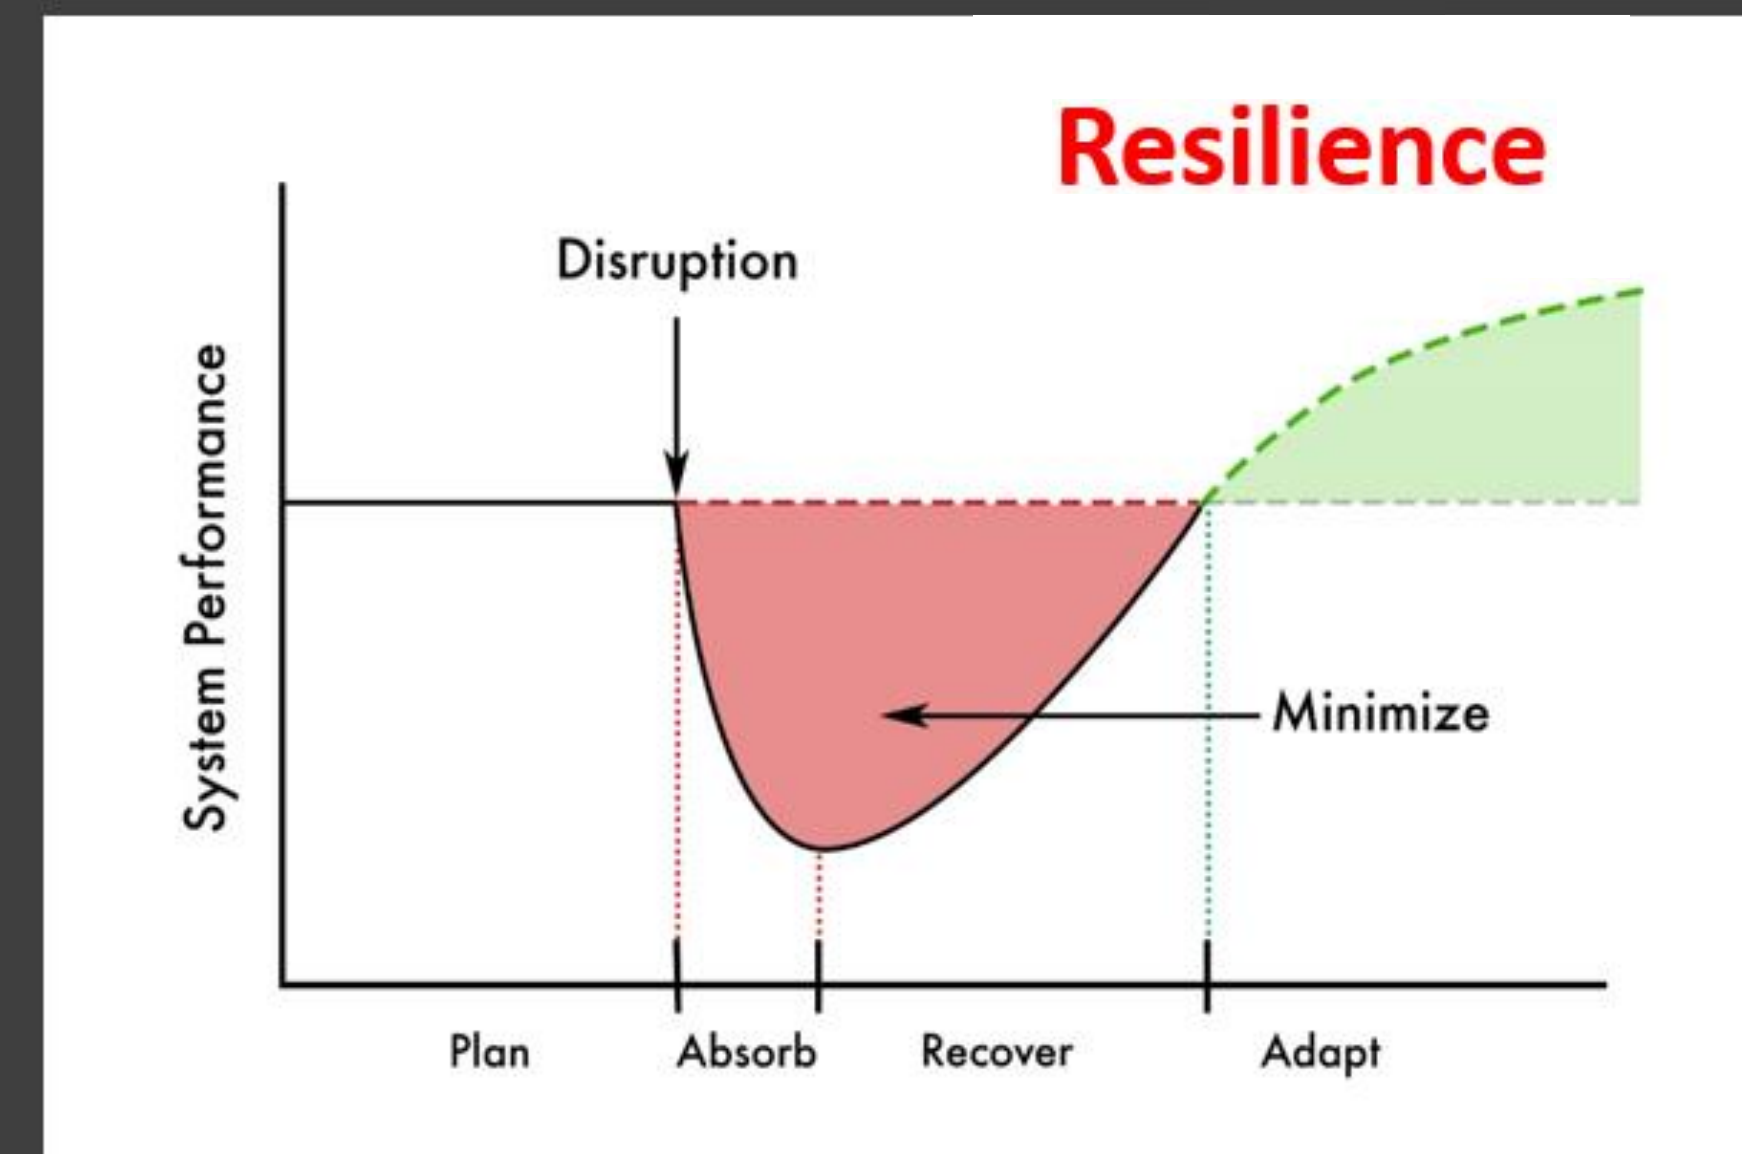 Resilience
Disruption
System Performance
Minimize
Plan Absorb Recover Adapt